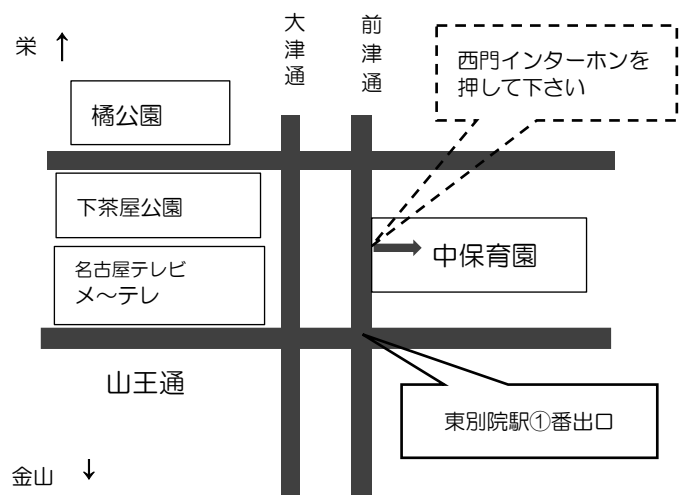 栄 ↑
大津通
前津通
西門インターホンを
押して下さい
橘公園
下茶屋公園
名古屋テレビ
メ~テレ
中保育園
山王通
東別院駅①番出口
金山 ↓